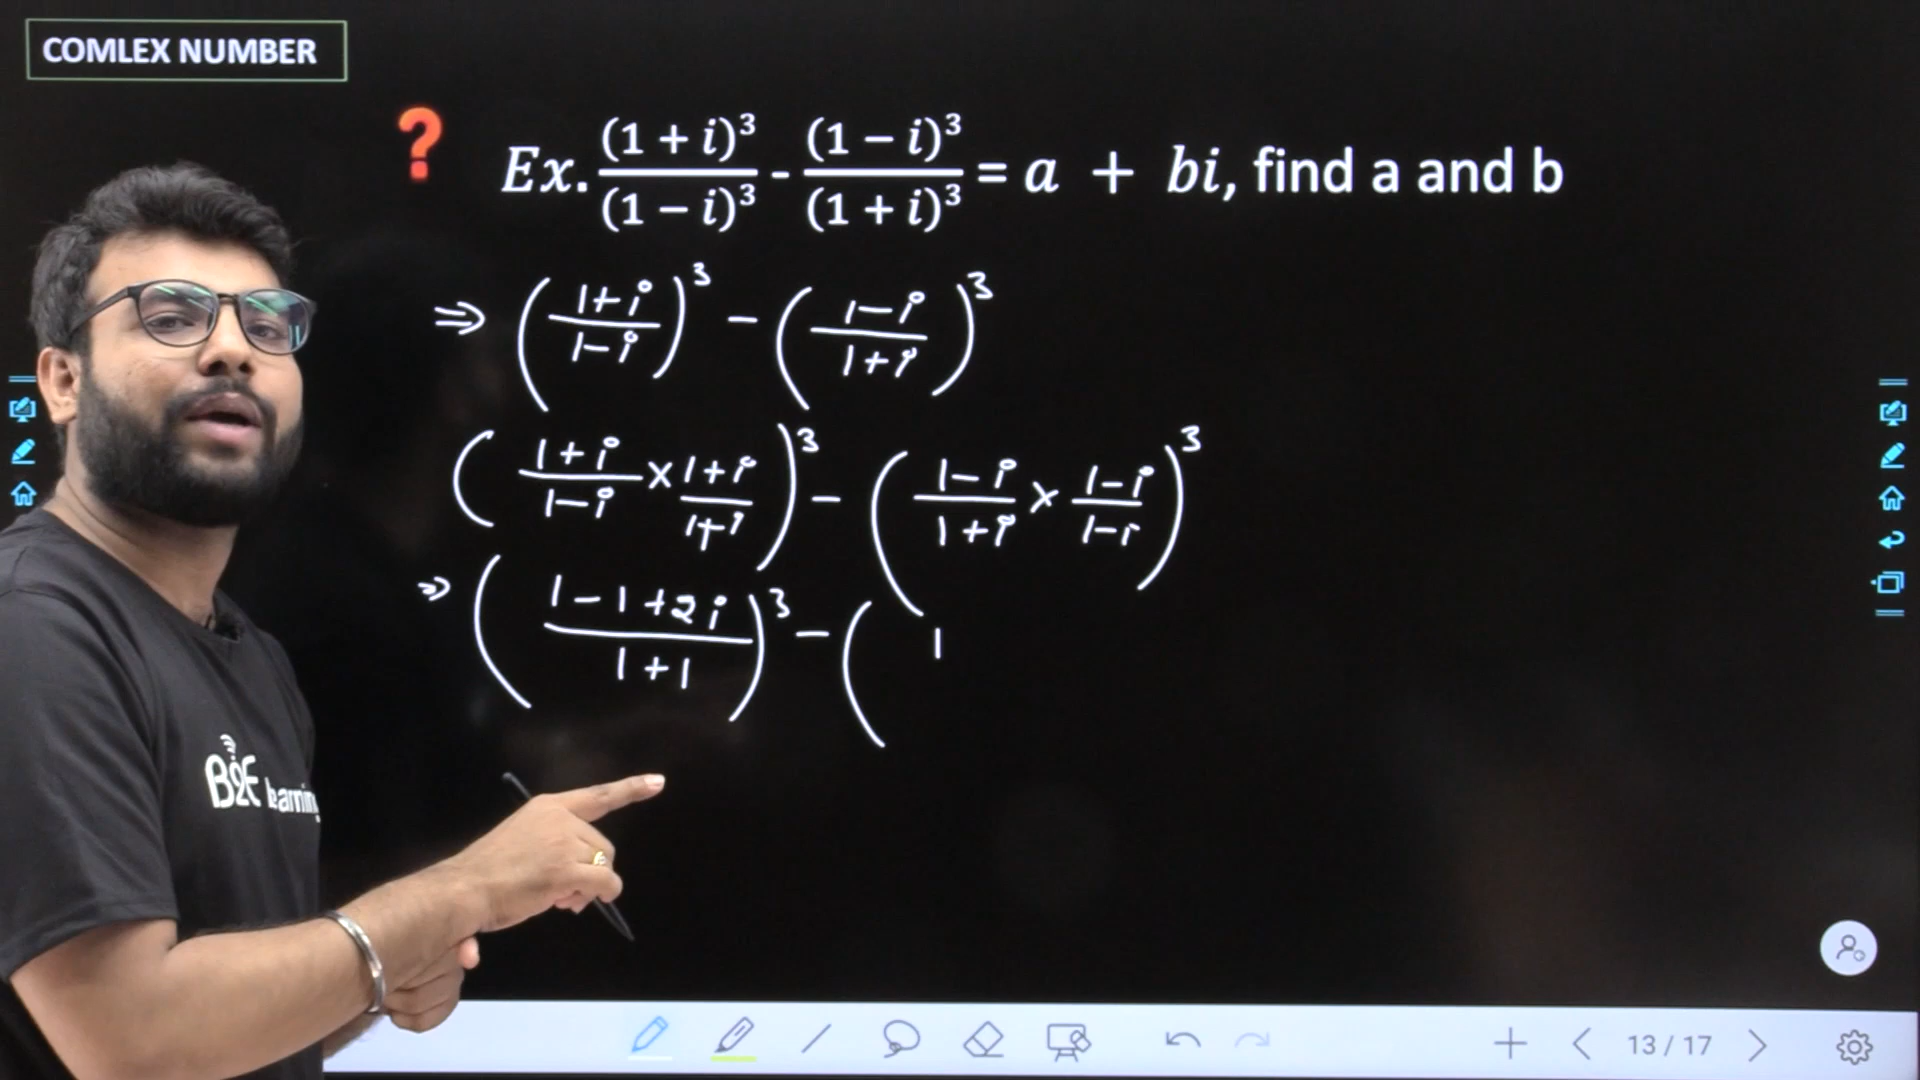 COMLEX NUMBER
❓ Ex. (1 + i)³/(1 − i)³ - (1 − i)³/(1 + i)³ = a + bi, find a and b
⇒ (1+i/1-i)³ - (1-i/1+i)³
(1+i/1-i × 1+i/1+i)³ - (1-i/1+i × 1-i/1-i)³
⇒ (1-1+2i/1+1)³ - ( 1
B2E learning
13 / 17